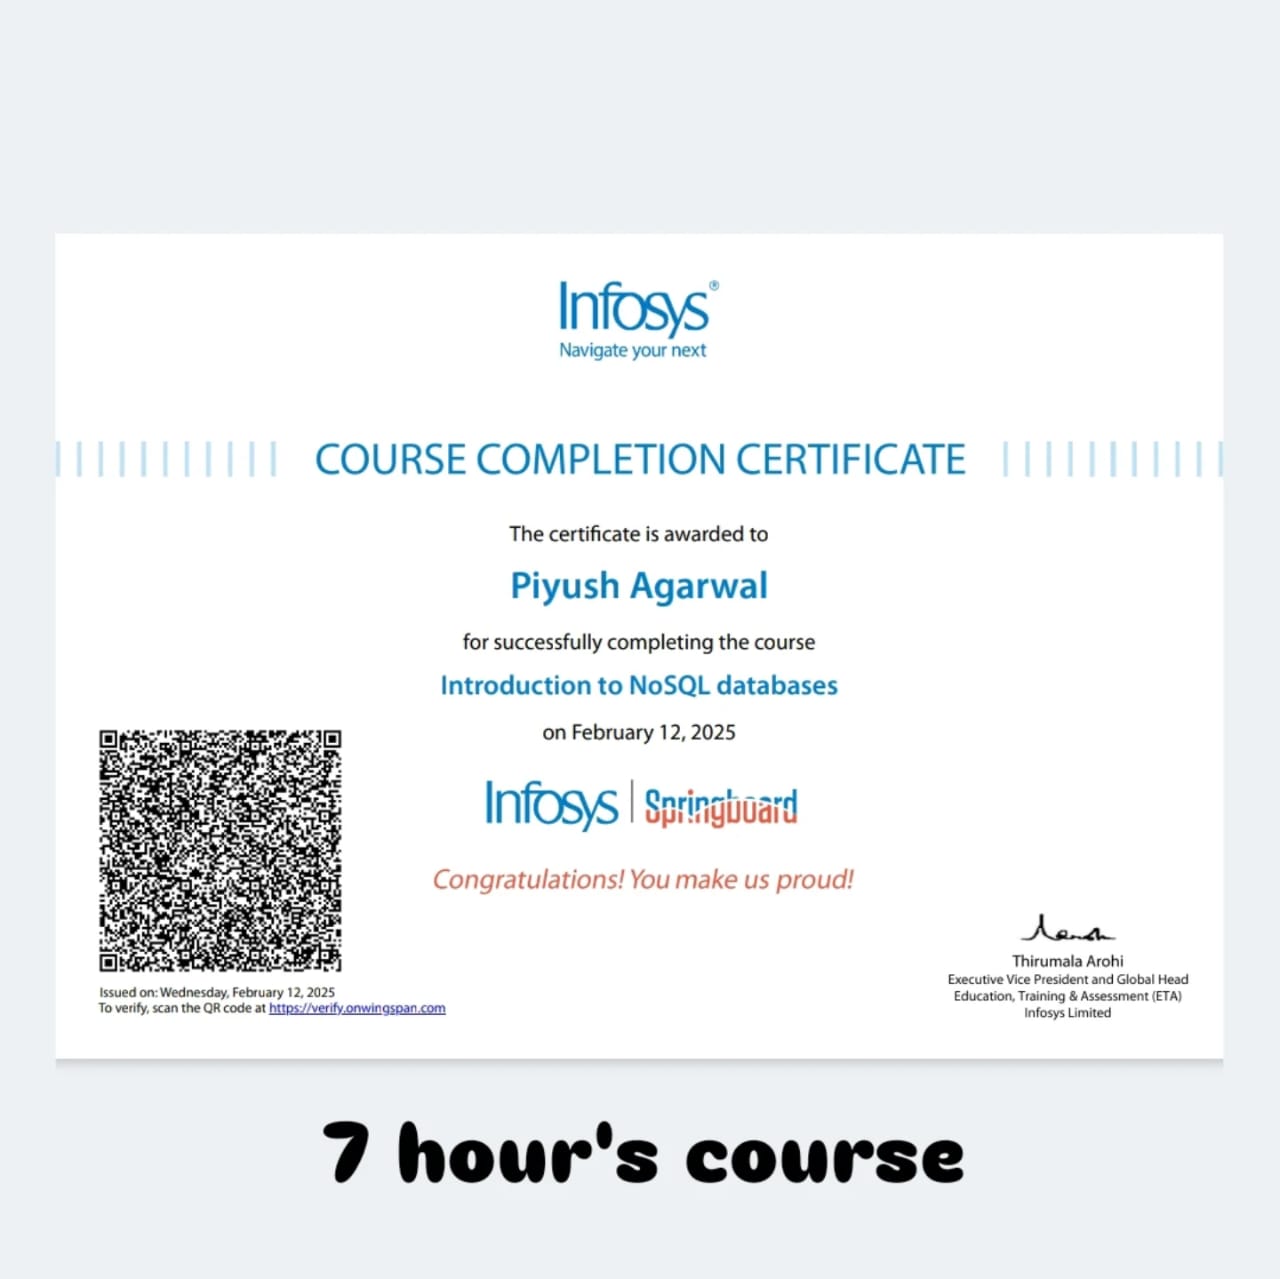 Infosys®
Navigate your next
COURSE COMPLETION CERTIFICATE
The certificate is awarded to
Piyush Agarwal
for successfully completing the course
Introduction to NoSQL databases
on February 12, 2025
Infosys | Springboard
Congratulations! You make us proud!
Issued on: Wednesday, February 12, 2025
To verify, scan the QR code at https://verify.onwingspan.com
Thirumala Arohi
Executive Vice President and Global Head
Education, Training & Assessment (ETA)
Infosys Limited
7 hour's course